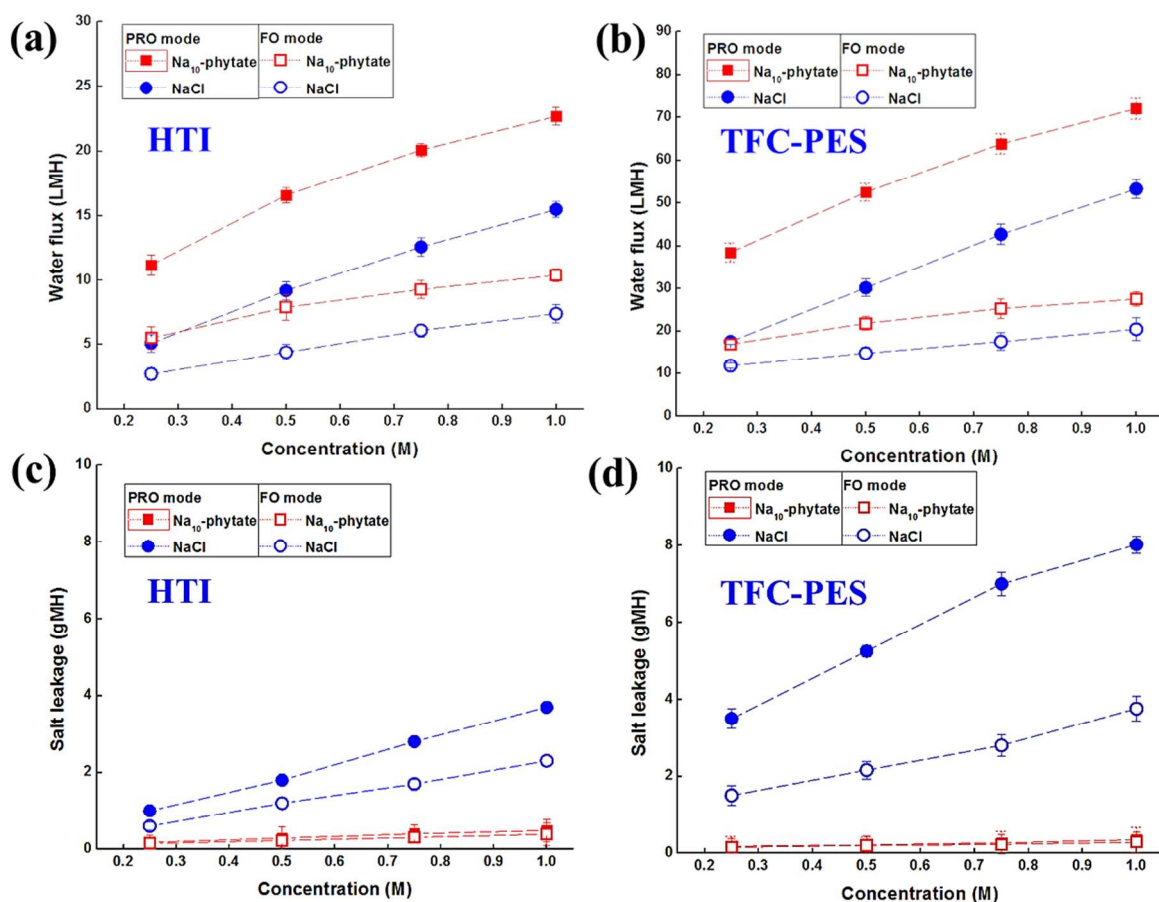 (a)
PRO mode FO mode
Na10-phytate Na10-phytate
NaCl NaCl
HTI
Water flux (LMH)
30
25
20
15
10
5
0
0.2 0.3 0.4 0.5 0.6 0.7 0.8 0.9 1.0
Concentration (M)
(b)
PRO mode FO mode
Na10-phytate Na10-phytate
NaCl NaCl
TFC-PES
Water flux (LMH)
90
80
70
60
50
40
30
20
10
0
0.2 0.3 0.4 0.5 0.6 0.7 0.8 0.9 1.0
Concentration (M)
(c)
PRO mode FO mode
Na10-phytate Na10-phytate
NaCl NaCl
HTI
Salt leakage (gMH)
10
8
6
4
2
0
0.2 0.3 0.4 0.5 0.6 0.7 0.8 0.9 1.0
Concentration (M)
(d)
PRO mode FO mode
Na10-phytate Na10-phytate
NaCl NaCl
TFC-PES
Salt leakage (gMH)
10
8
6
4
2
0
0.2 0.3 0.4 0.5 0.6 0.7 0.8 0.9 1.0
Concentration (M)